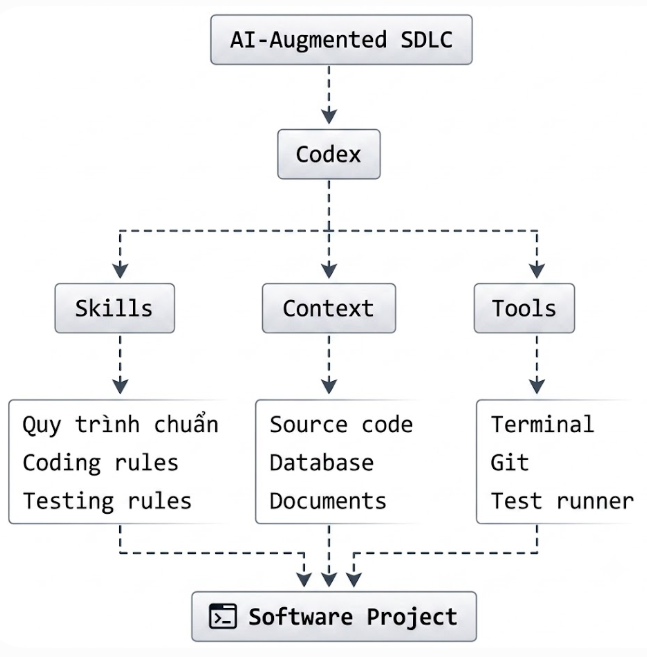 AI-Augmented SDLC
Codex
Skills
Context
Tools
Quy trình chuẩn
Coding rules
Testing rules
Source code
Database
Documents
Terminal
Git
Test runner
Software Project